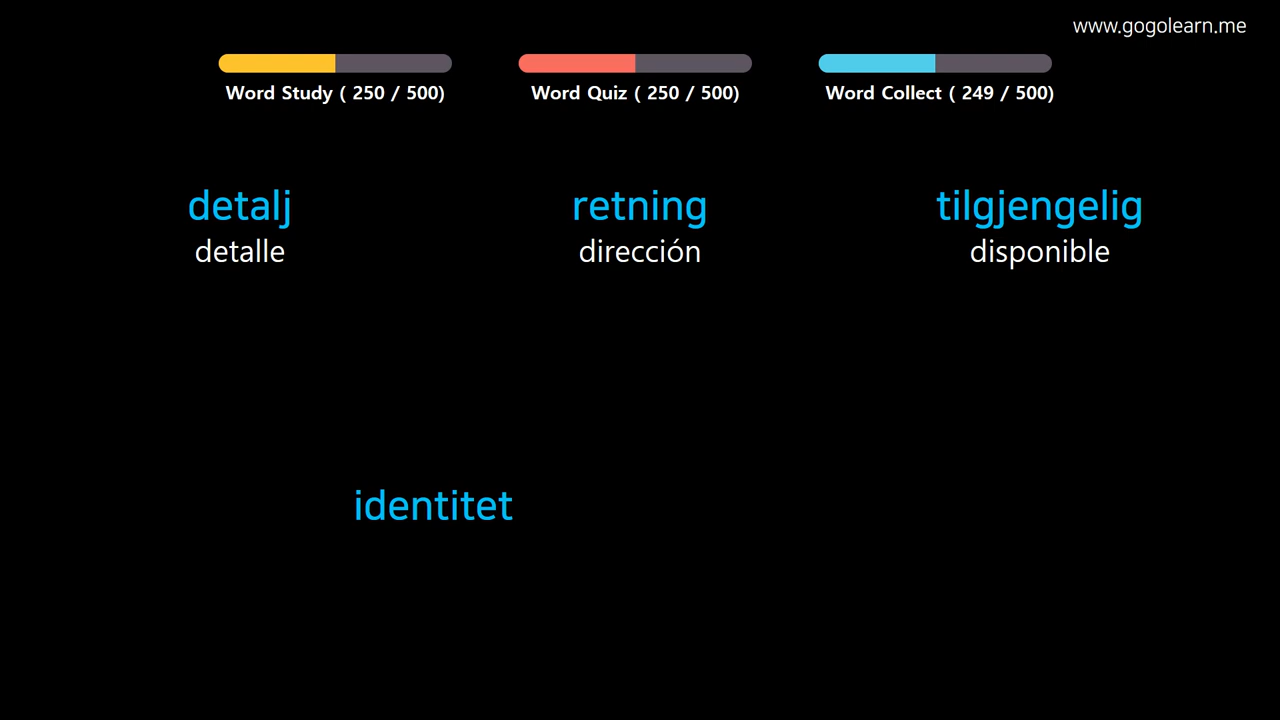 www.gogolearn.me
Word Study ( 250 / 500)
Word Quiz ( 250 / 500)
Word Collect ( 249 / 500)
detalj
detalle
retning
dirección
tilgjengelig
disponible
identitet